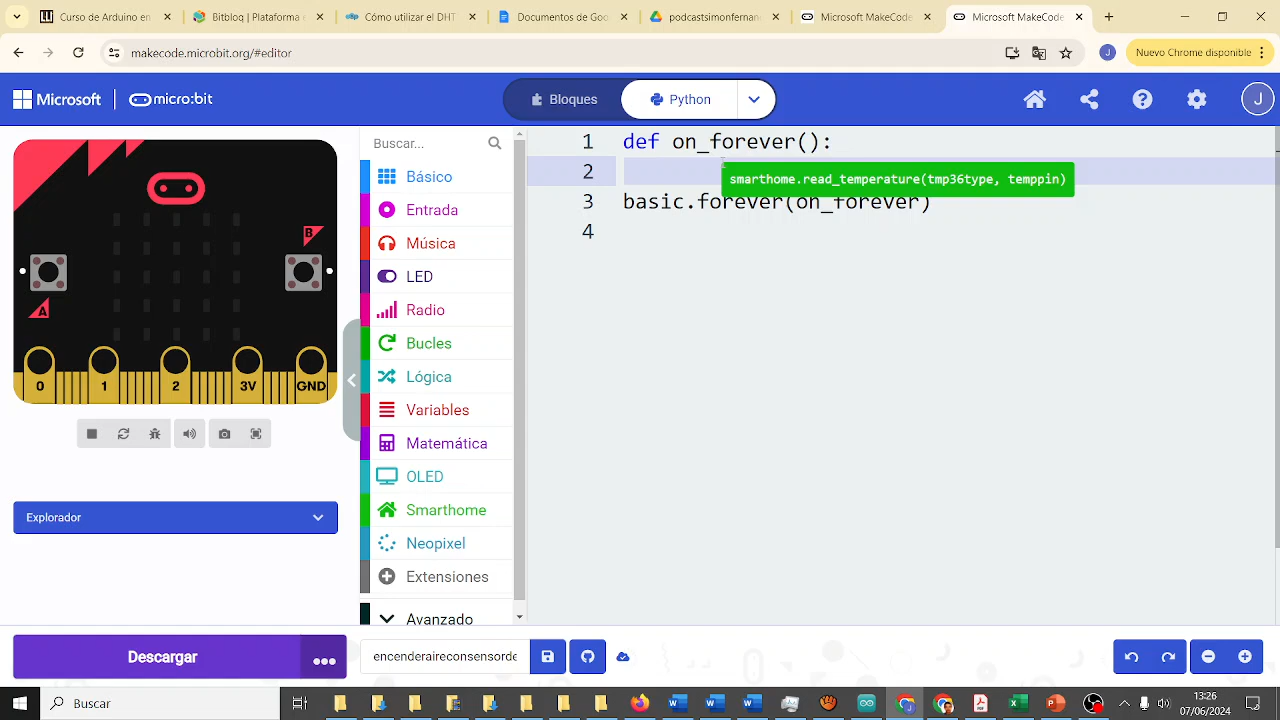 Curso de Arduino en
Bitbloq | Plataforma
Cómo utilizar el DHT
Documentos de Goo
podcastsimonfernan
Microsoft MakeCode
Microsoft MakeCode
makecode.microbit.org/#editor
J
Nuevo Chrome disponible
Microsoft
micro:bit
Bloques
Python
J
A
B
0
1
2
3V
GND
Explorador
Buscar...
Básico
Entrada
Música
LED
Radio
Bucles
Lógica
Variables
Matemática
OLED
Smarthome
Neopixel
Extensiones
Avanzado
1
def on_forever():
2
smarthome.read_temperature(tmp36type, temppin)
3
basic.forever(on_forever)
4
Descargar
encenderaireconsensorde
Buscar
13:26
07/06/2024